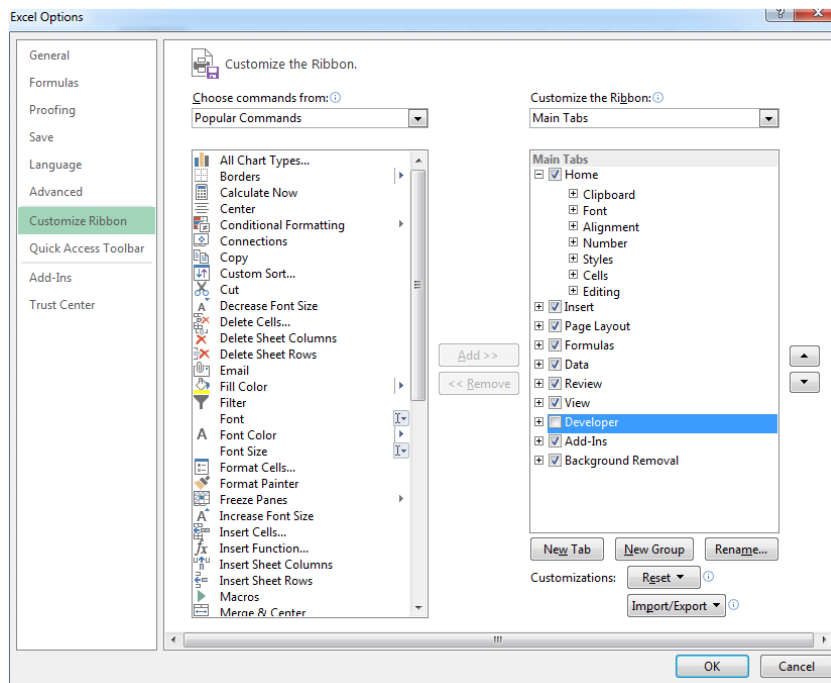 Excel Options
General
Formulas
Proofing
Save
Language
Advanced
Customize Ribbon
Quick Access Toolbar
Add-Ins
Trust Center
Customize the Ribbon.
Choose commands from:
Popular Commands
All Chart Types...
Borders
Calculate Now
Center
Conditional Formatting
Connections
Copy
Custom Sort...
Cut
Decrease Font Size
Delete Cells...
Delete Sheet Columns
Delete Sheet Rows
Email
Fill Color
Filter
Font
Font Color
Font Size
Format Cells...
Format Painter
Freeze Panes
Increase Font Size
Insert Cells...
Insert Function...
Insert Sheet Columns
Insert Sheet Rows
Macros
Merge & Center
Add >>
<< Remove
Customize the Ribbon:
Main Tabs
Main Tabs
Home
Clipboard
Font
Alignment
Number
Styles
Cells
Editing
Insert
Page Layout
Formulas
Data
Review
View
Developer
Add-Ins
Background Removal
New Tab New Group Rename...
Customizations: Reset
Import/Export
OK Cancel